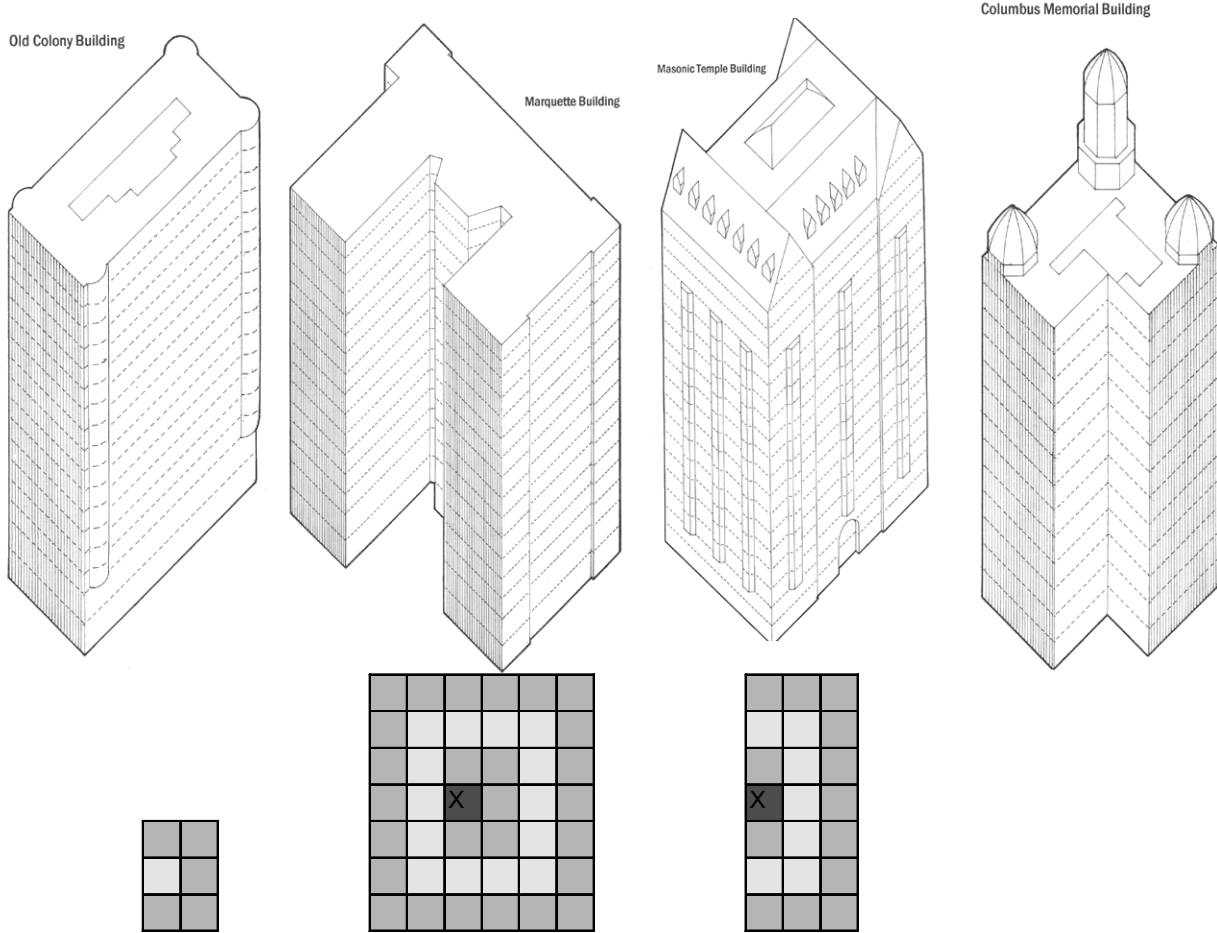 Columbus Memorial Building
Old Colony Building
Masonic Temple Building
Marquette Building
X
X